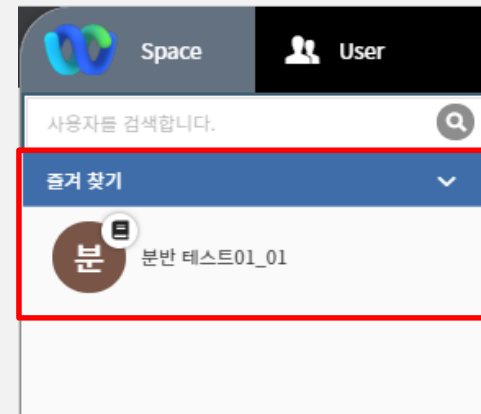 Space
User
사용자를 검색합니다.
즐겨 찾기
분
분반 테스트01_01